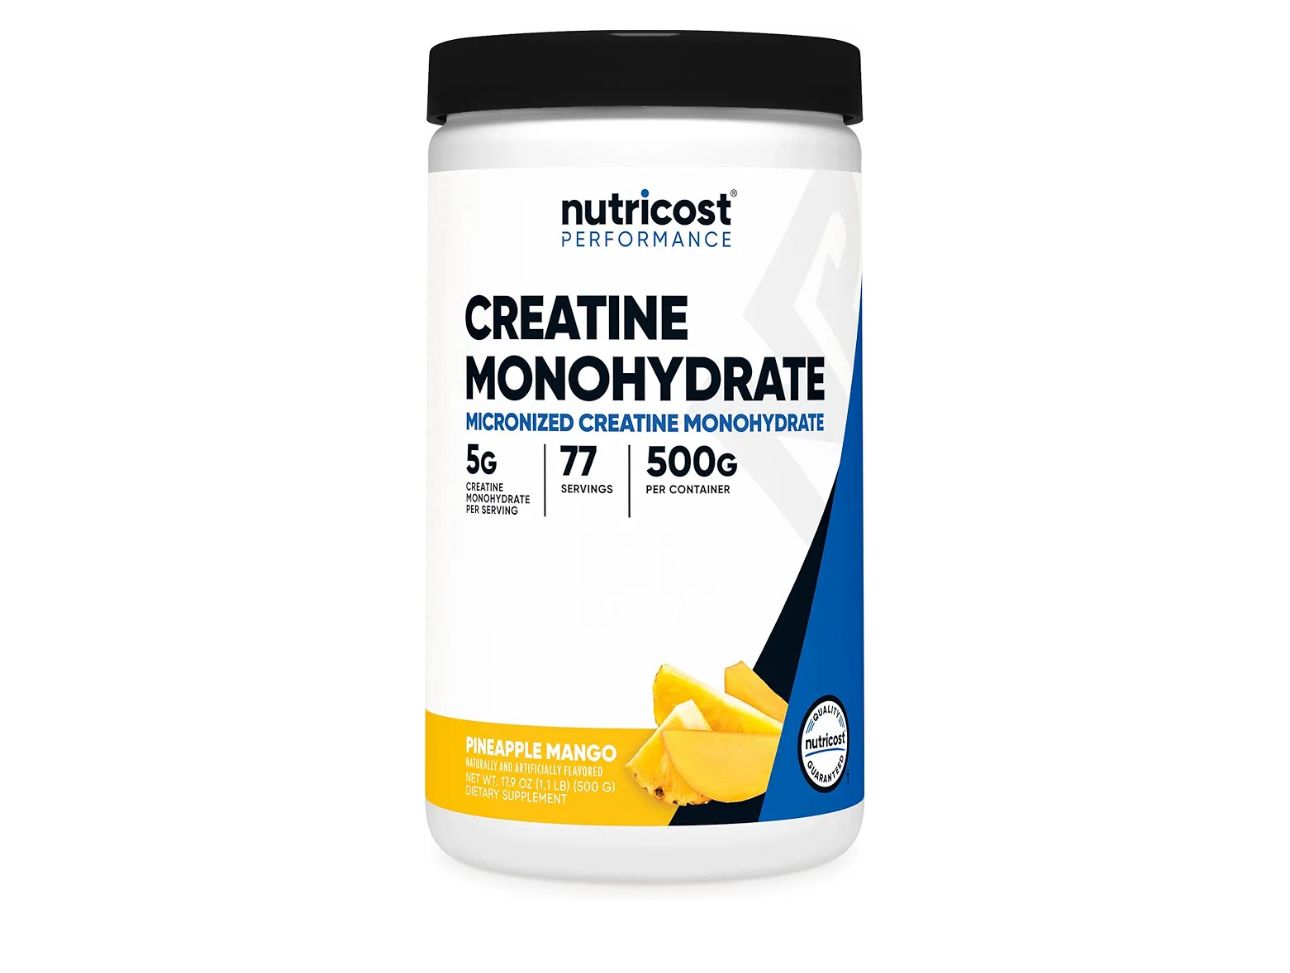 nutricost®
PERFORMANCE
CREATINE
MONOHYDRATE
MICRONIZED CREATINE MONOHYDRATE
5G
CREATINE
MONOHYDRATE
PER SERVING
77
SERVINGS
500G
PER CONTAINER
PINEAPPLE MANGO
NATURALLY AND ARTIFICIALLY FLAVORED
NET WT. 17.9 OZ (1.1 LB) (500 G)
DIETARY SUPPLEMENT
QUALITY
nutricost
GUARANTEED